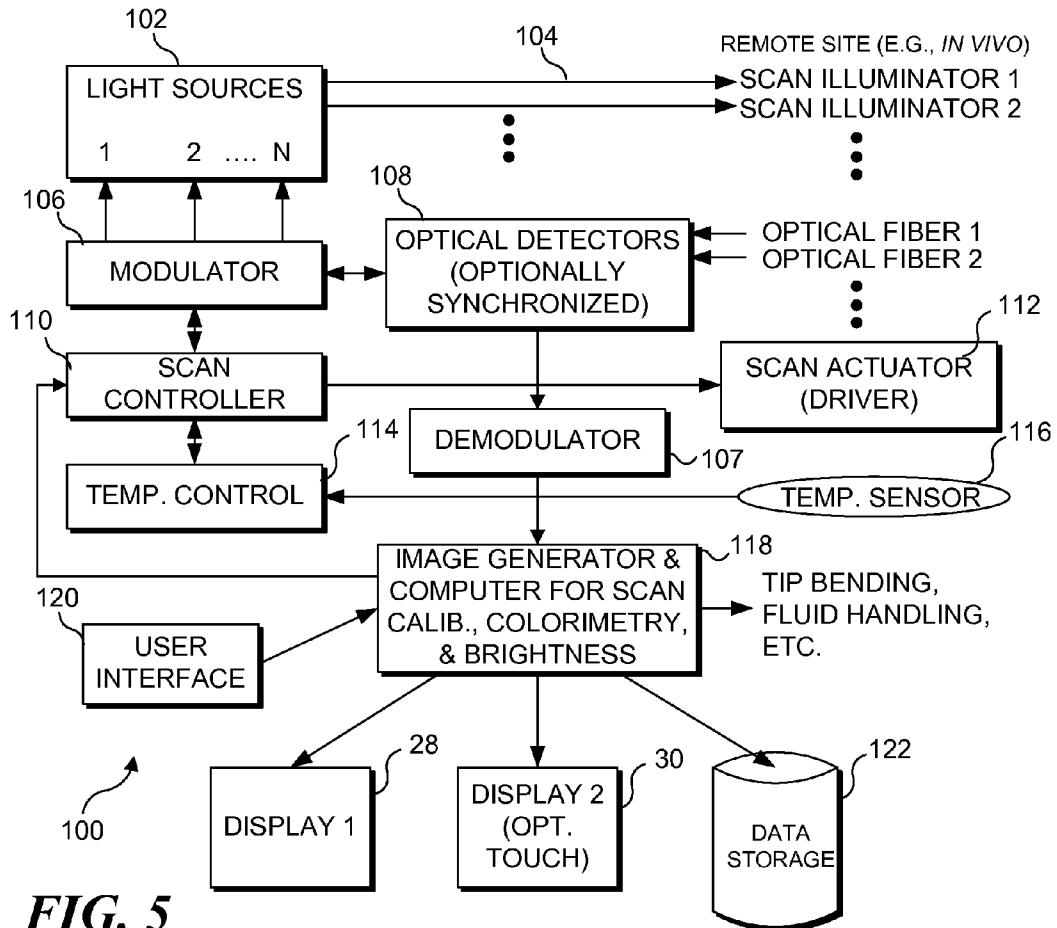 102
LIGHT SOURCES
1 2 .... N
104
REMOTE SITE (E.G., IN VIVO)
SCAN ILLUMINATOR 1
SCAN ILLUMINATOR 2
106
MODULATOR
108
OPTICAL DETECTORS
(OPTIONALLY
SYNCHRONIZED)
OPTICAL FIBER 1
OPTICAL FIBER 2
110
SCAN
CONTROLLER
112
SCAN ACTUATOR
(DRIVER)
DEMODULATOR
107
114
TEMP. CONTROL
116
TEMP. SENSOR
118
IMAGE GENERATOR &
COMPUTER FOR SCAN
CALIB., COLORIMETRY,
& BRIGHTNESS
TIP BENDING,
FLUID HANDLING,
ETC.
120
USER
INTERFACE
28
DISPLAY 1
30
DISPLAY 2
(OPT.
TOUCH)
122
DATA
STORAGE
100
FIG. 5